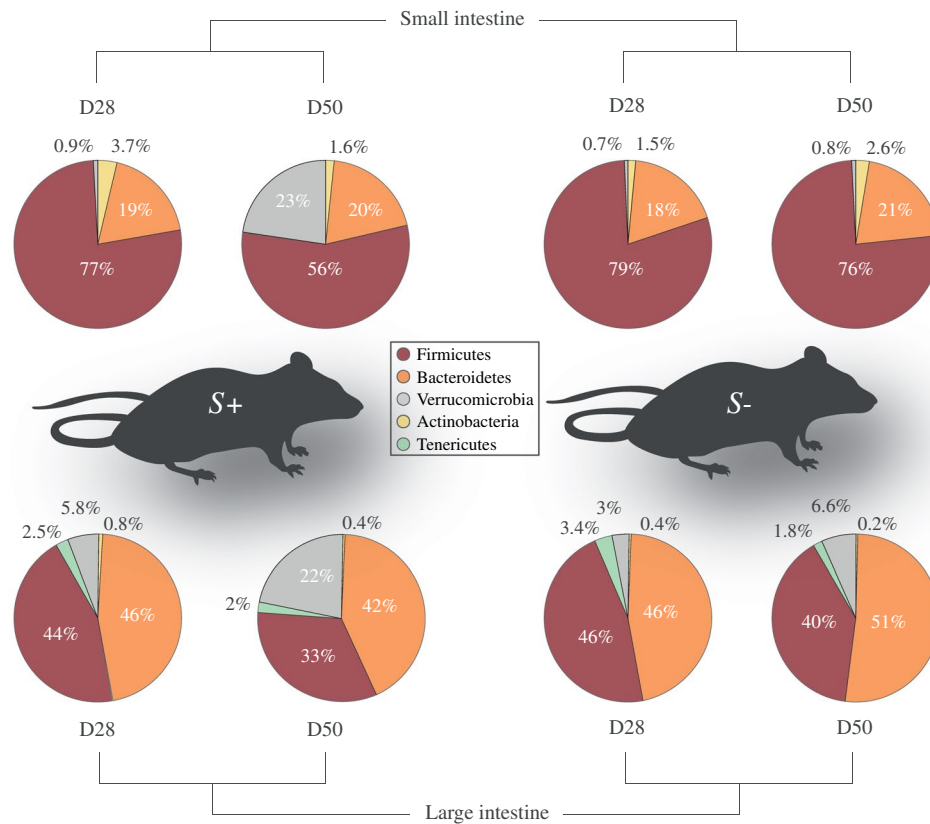 Small intestine
D28
D50
D28
D50
0.9%
3.7%
19%
77%
1.6%
23%
20%
56%
0.7%
1.5%
18%
79%
0.8%
2.6%
21%
76%
S+
Firmicutes
Bacteroidetes
Verrucomicrobia
Actinobacteria
Tenericutes
S-
5.8%
2.5%
0.8%
46%
44%
0.4%
22%
2%
42%
33%
3%
3.4%
0.4%
46%
46%
6.6%
1.8%
0.2%
40%
51%
D28
D50
D28
D50
Large intestine